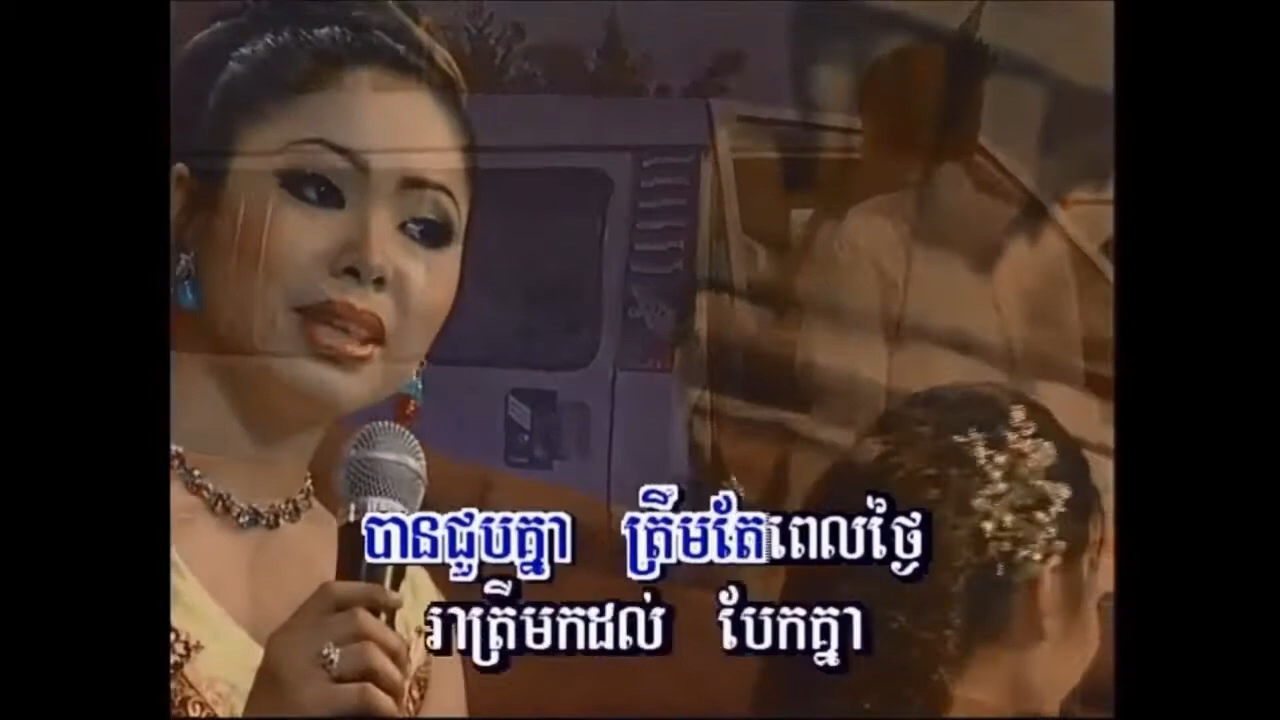 បានជួបគ្នា ត្រឹមតែពេលថ្ងៃ
រាត្រីមកដល់ បែកគ្នា